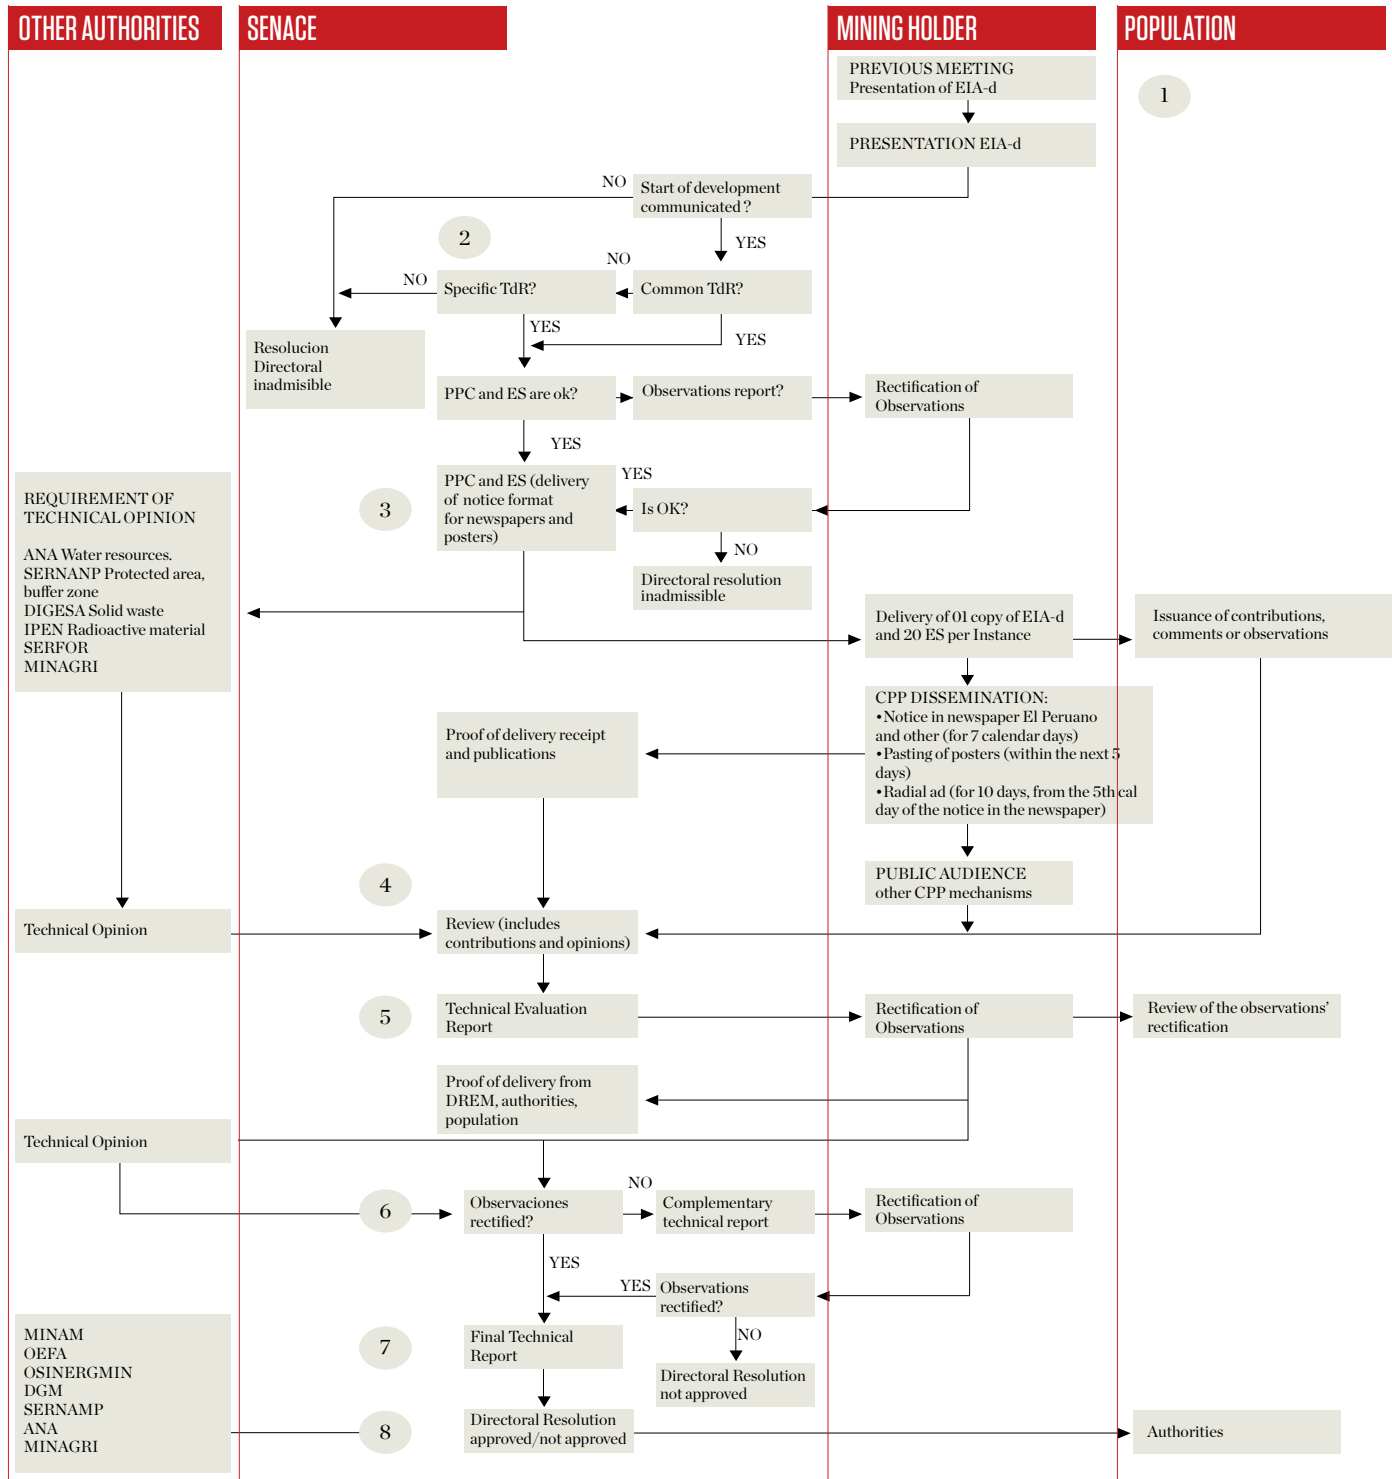 OTHER AUTHORITIES
SENACE
MINING HOLDER
POPULATION
PREVIOUS MEETING
Presentation of EIA-d
1
PRESENTATION EIA-d
NO
Start of development
communicated ?
2
YES
NO
NO
Specific TdR?
Common TdR?
YES
YES
Resolucion
Directoral
inadmisible
PPC and ES are ok?
Observations report?
Rectification of
Observations
YES
YES
3
PPC and ES (delivery
of notice format
for newspapers and
posters)
Is OK?
NO
Directoral resolution
inadmissible
REQUIREMENT OF
TECHNICAL OPINION
ANA Water resources.
SERNANP Protected area,
buffer zone
DIGESA Solid waste
IPEN Radioactive material
SERFOR
MINAGRI
Delivery of 01 copy of EIA-d
and 20 ES per Instance
Issuance of contributions,
comments or observations
CPP DISSEMINATION:
•Notice in newspaper El Peruano
and other (for 7 calendar days)
•Pasting of posters (within the next 5
days)
•Radial ad (for 10 days, from the 5th cal
day of the notice in the newspaper)
Proof of delivery receipt
and publications
4
PUBLIC AUDIENCE
other CPP mechanisms
Technical Opinion
Review (includes
contributions and opinions)
5
Technical Evaluation
Report
Rectification of
Observations
Review of the observations'
rectification
Proof of delivery from
DREM, authorities,
population
Technical Opinion
6
Observaciones
rectified?
NO
Complementary
technical report
Rectification of
Observations
YES
YES
Observations
rectified?
7
Final Technical
Report
NO
Directoral Resolution
not approved
MINAM
OEFA
OSINERGMIN
DGM
SERNAMP
ANA
MINAGRI
8
Directoral Resolution
approved/not approved
Authorities